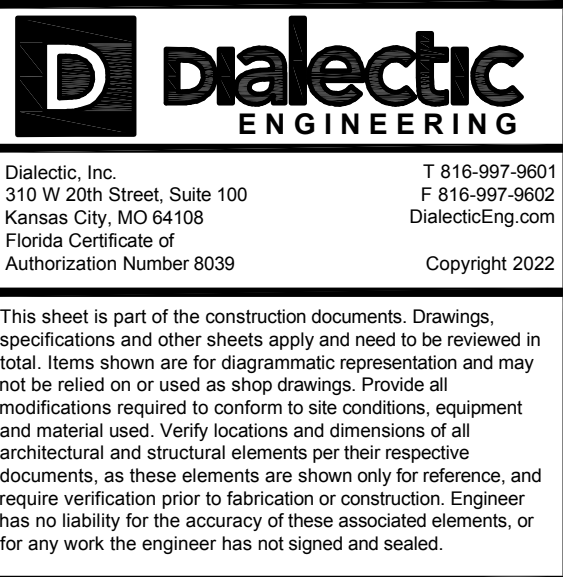 D Dialectic
ENGINEERING
Dialectic, Inc.
310 W 20th Street, Suite 100
Kansas City, MO 64108
Florida Certificate of
Authorization Number 8039
T 816-997-9601
F 816-997-9602
DialecticEng.com
Copyright 2022
This sheet is part of the construction documents. Drawings,
specifications and other sheets apply and need to be reviewed in
total. Items shown are for diagrammatic representation and may
not be relied on or used as shop drawings. Provide all
modifications required to conform to site conditions, equipment
and material used. Verify locations and dimensions of all
architectural and structural elements per their respective
documents, as these elements are shown only for reference, and
require verification prior to fabrication or construction. Engineer
has no liability for the accuracy of these associated elements, or
for any work the engineer has not signed and sealed.